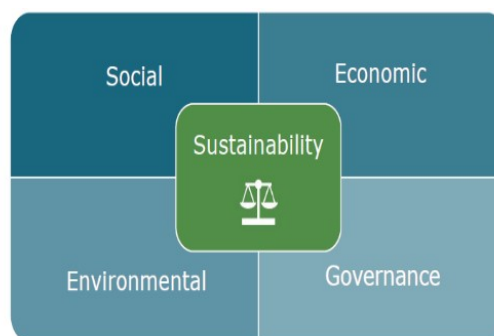 Social
Economic
Sustainability
Environmental
Governance